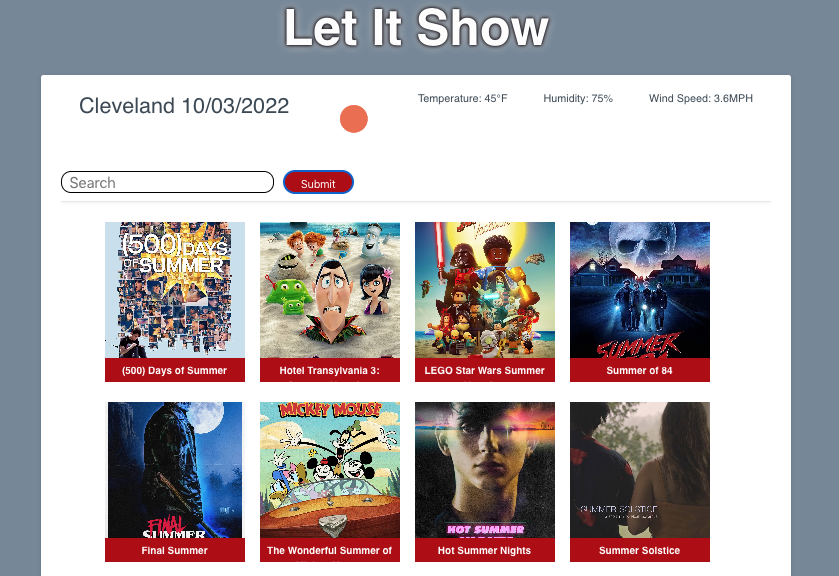 Let It Show
Cleveland 10/03/2022
Temperature: 45°F
Humidity: 75%
Wind Speed: 3.6MPH
Search
Submit
(500) DAYS
OF SUMMER
SUMMER
(500) Days of Summer
Hotel Transylvania 3:
LEGO Star Wars Summer
Summer of 84
MICKEY MOUSE
FINAL
SUMMER
HOT SUMMER
NIGHTS
SUMMER SOLSTICE
Final Summer
The Wonderful Summer of
Hot Summer Nights
Summer Solstice